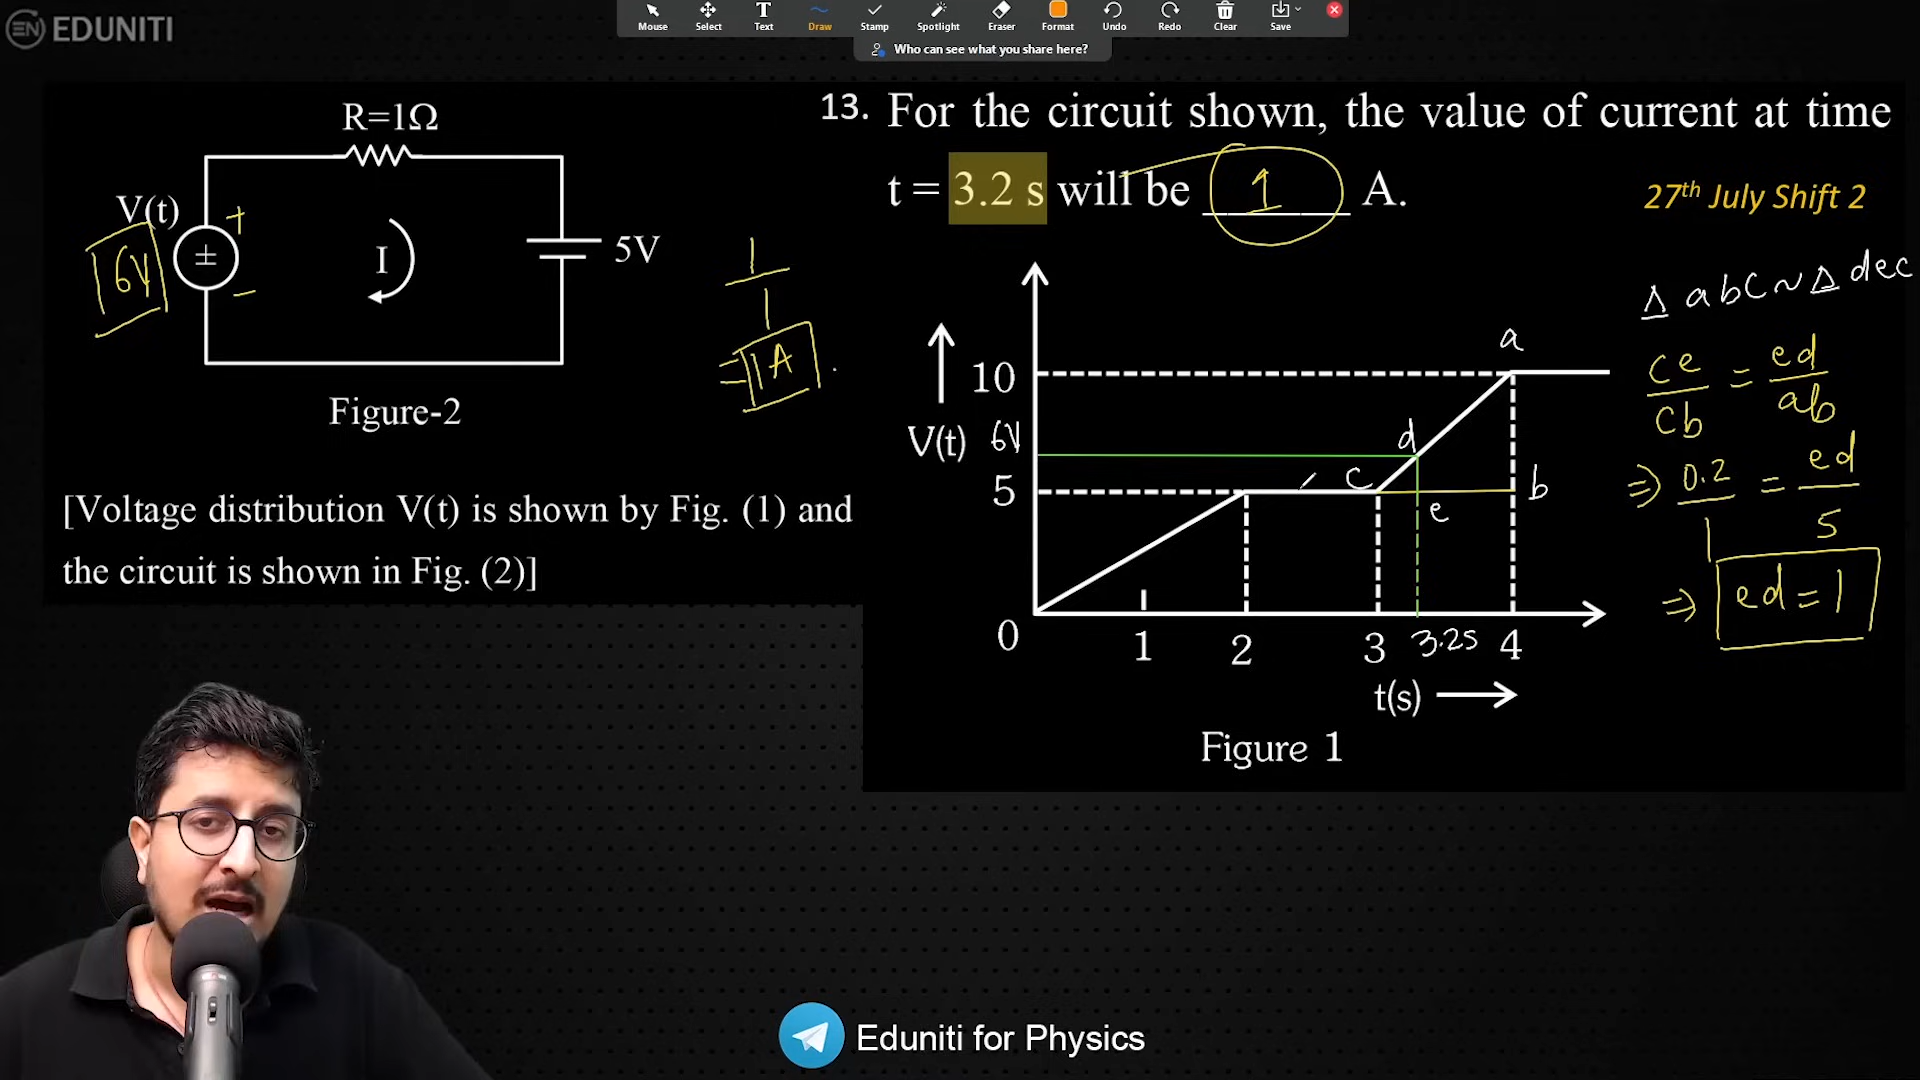 EN EDUNITI
Mouse Select Text Draw Stamp Spotlight Eraser Format Undo Redo Clear Save
Who can see what you share here?
R=1Ω
V(t)
+
6V
±
−
I
5V
Figure-2
1
1
= 1A
[Voltage distribution V(t) is shown by Fig. (1) and
the circuit is shown in Fig. (2)]
13. For the circuit shown, the value of current at time
t = 3.2 s will be 1 A.
27th July Shift 2
Δ abc ~ Δ dec
ce/cb = ed/ab
⇒ 0.2/1 = ed/5
⇒ ed = 1
a
10
V(t) 6V
d
5
c
b
e
0 1 2 3 3.2s 4
t(s)
Figure 1
Eduniti for Physics